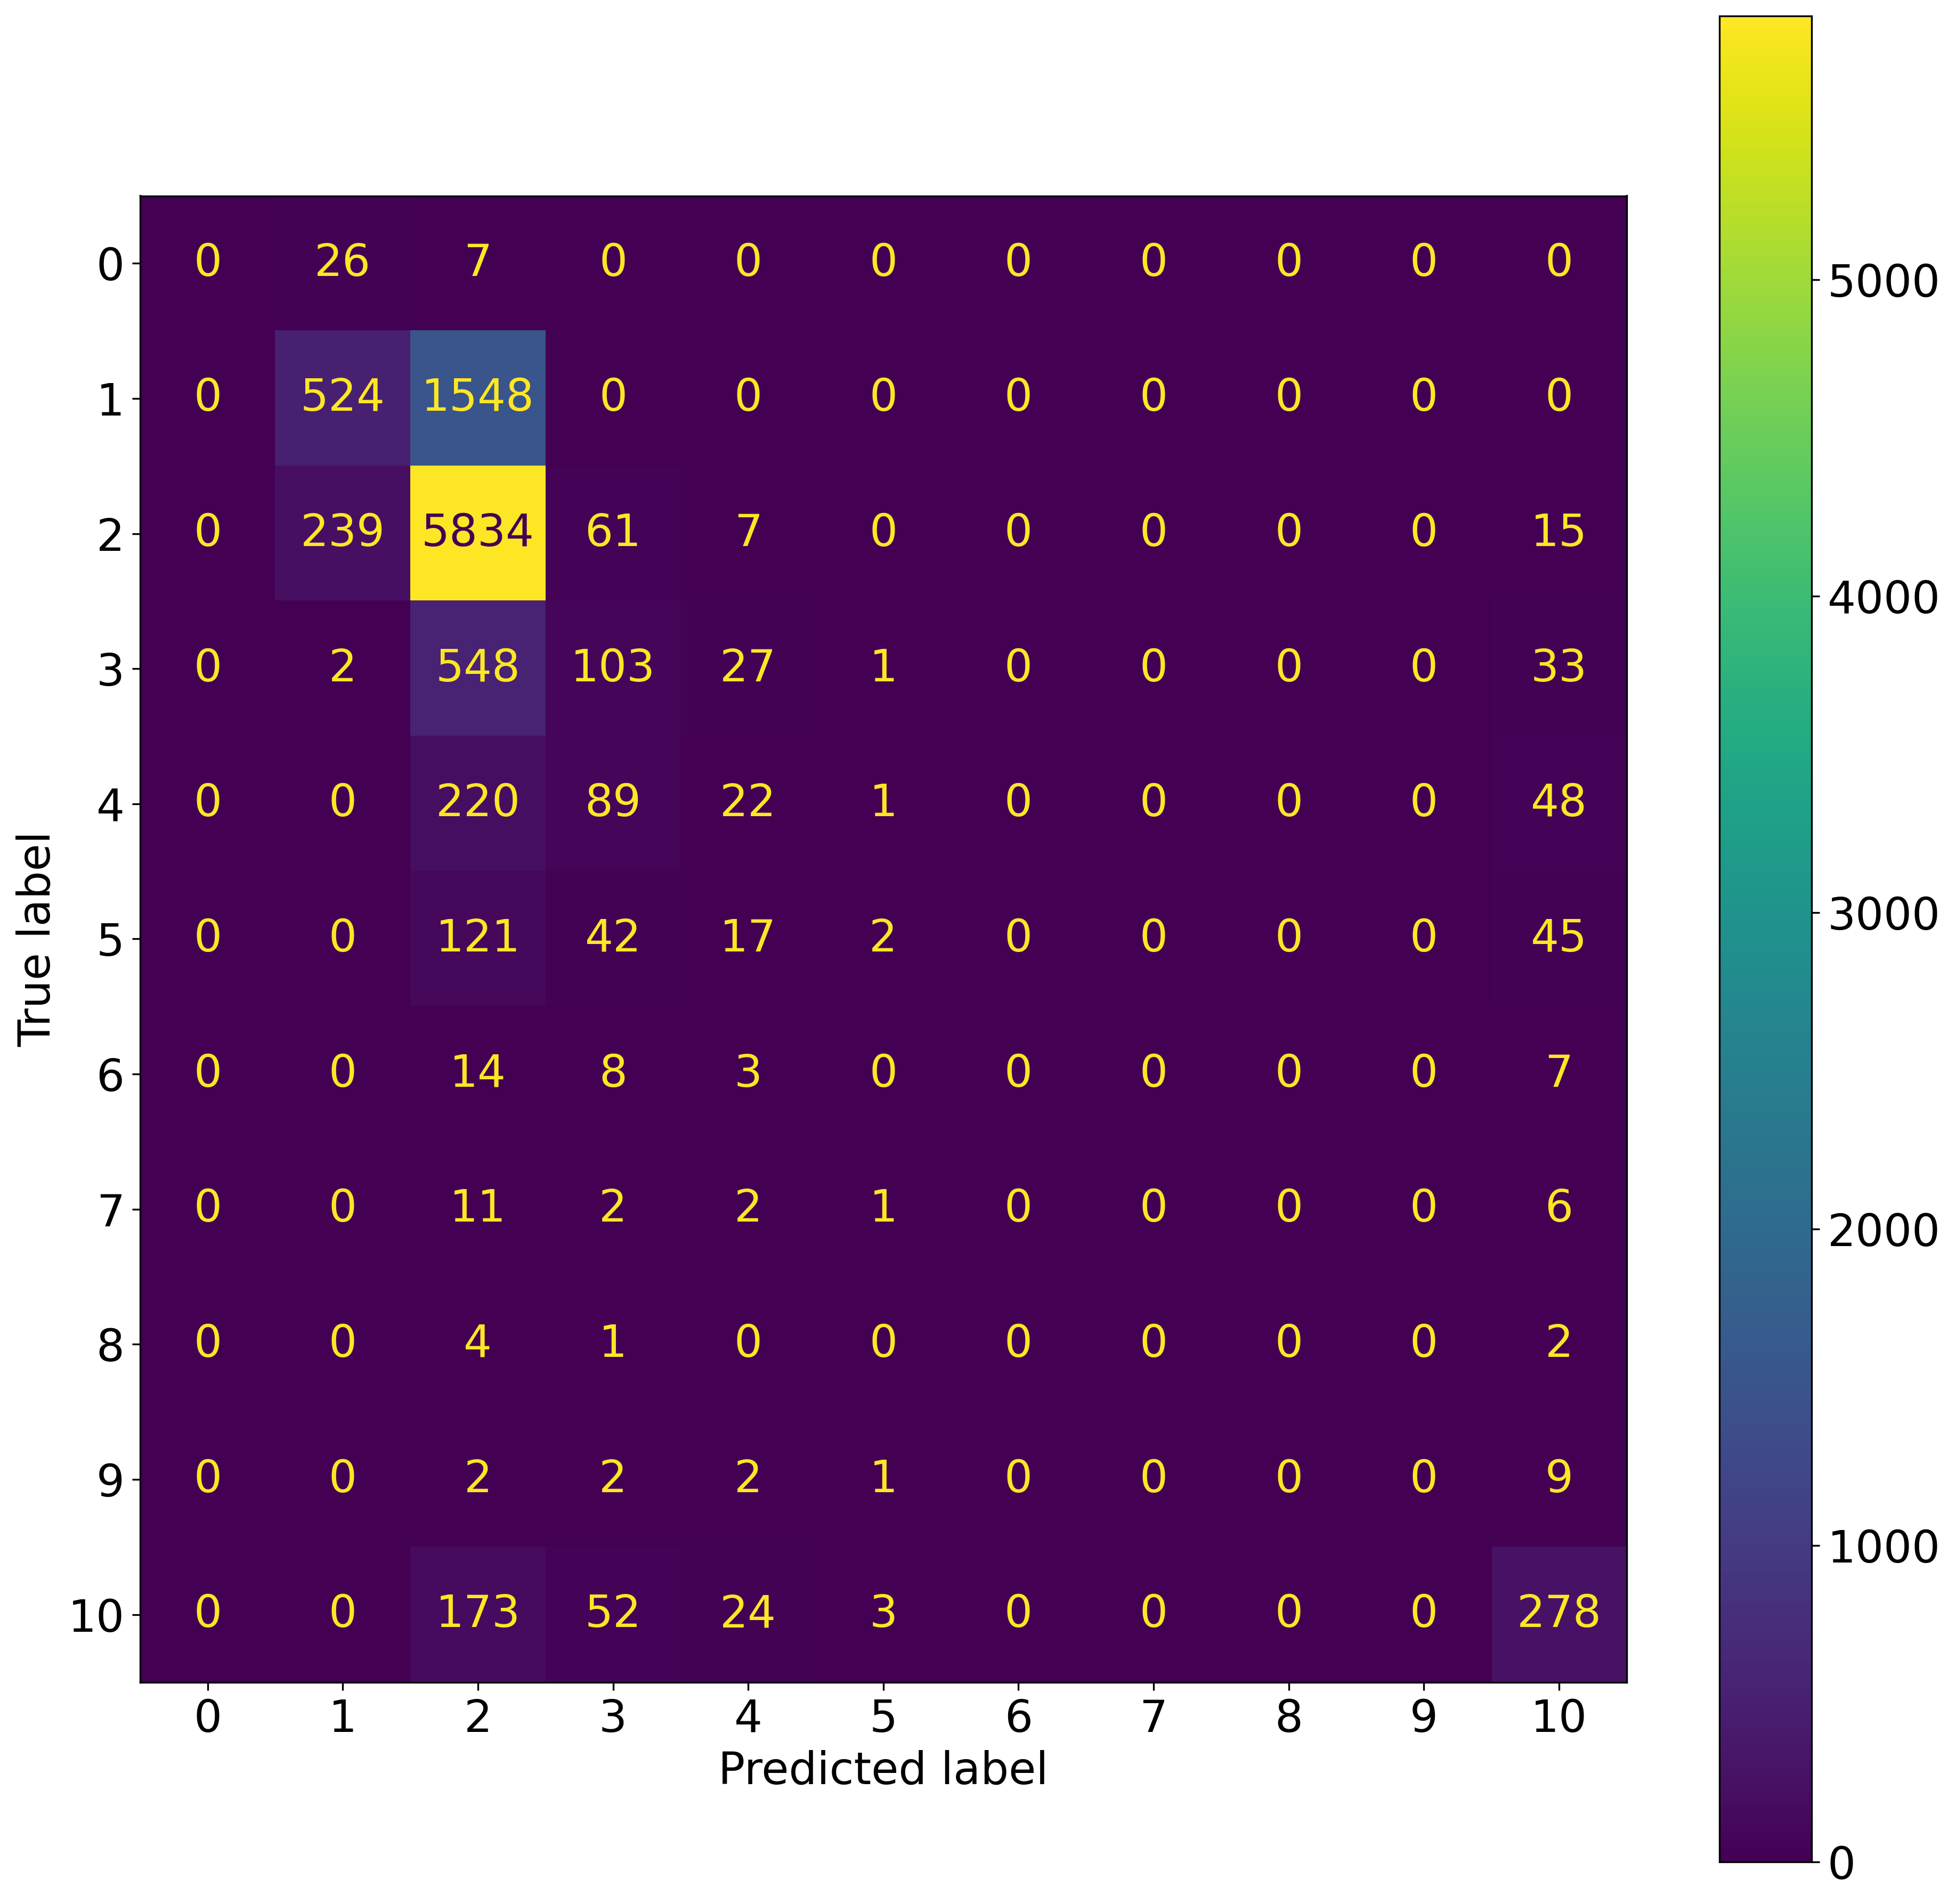 5000
0 0 26 7 0 0 0 0 0 0 0 0
1 0 524 1548 0 0 0 0 0 0 0 0
2 0 239 5834 61 7 0 0 0 0 0 15
4000
3 0 2 548 103 27 1 0 0 0 0 33
4 0 0 220 89 22 1 0 0 0 0 48
3000
5 0 0 121 42 17 2 0 0 0 0 45
True label
6 0 0 14 8 3 0 0 0 0 0 7
7 0 0 11 2 2 1 0 0 0 0 6
2000
8 0 0 4 1 0 0 0 0 0 0 2
9 0 0 2 2 2 1 0 0 0 0 9
1000
10 0 0 173 52 24 3 0 0 0 0 278
0 1 2 3 4 5 6 7 8 9 10
Predicted label
0